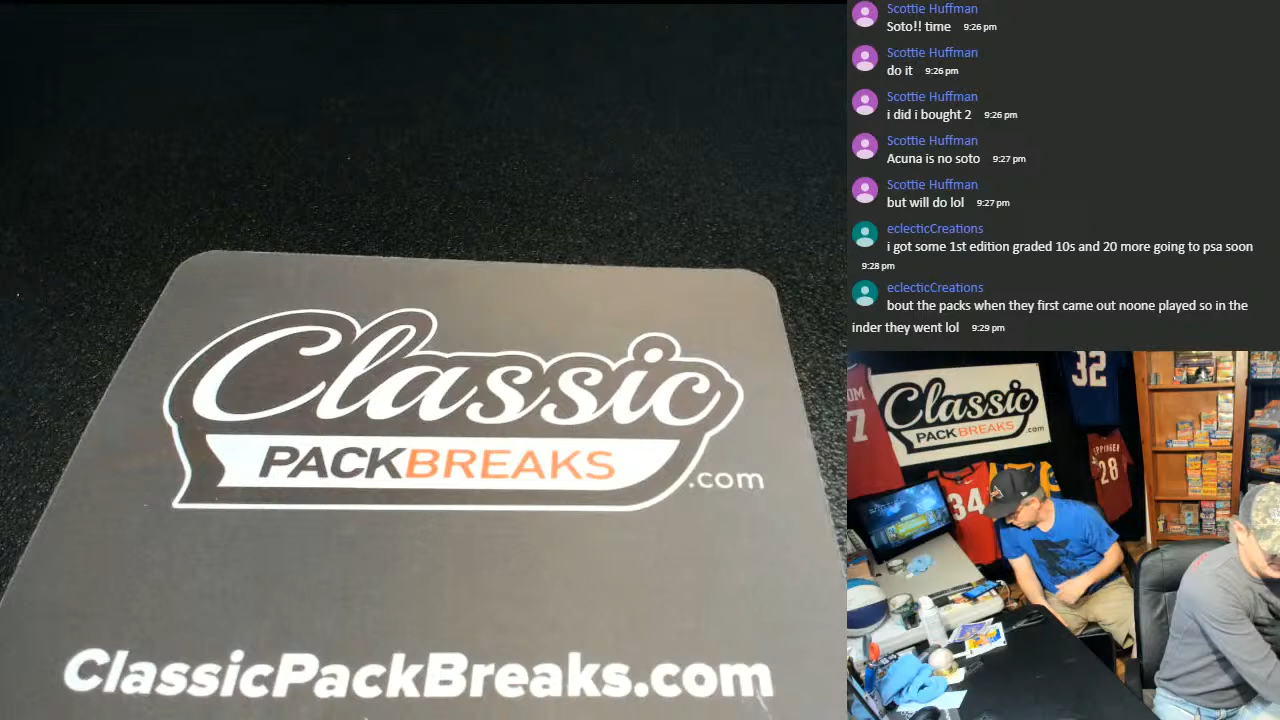 Classic
PACKBREAKS
.com
ClassicPackBreaks.com
Scottie Huffman
Soto!! time 9:26 pm
Scottie Huffman
do it 9:26 pm
Scottie Huffman
i did i bought 2 9:26 pm
Scottie Huffman
Acuna is no soto 9:27 pm
Scottie Huffman
but will do lol 9:27 pm
eclecticCreations
i got some 1st edition graded 10s and 20 more going to psa soon
9:28 pm
eclecticCreations
bout the packs when they first came out noone played so in the
inder they went lol 9:29 pm
Classic
PACKBREAKS
.com
32
7
34
28